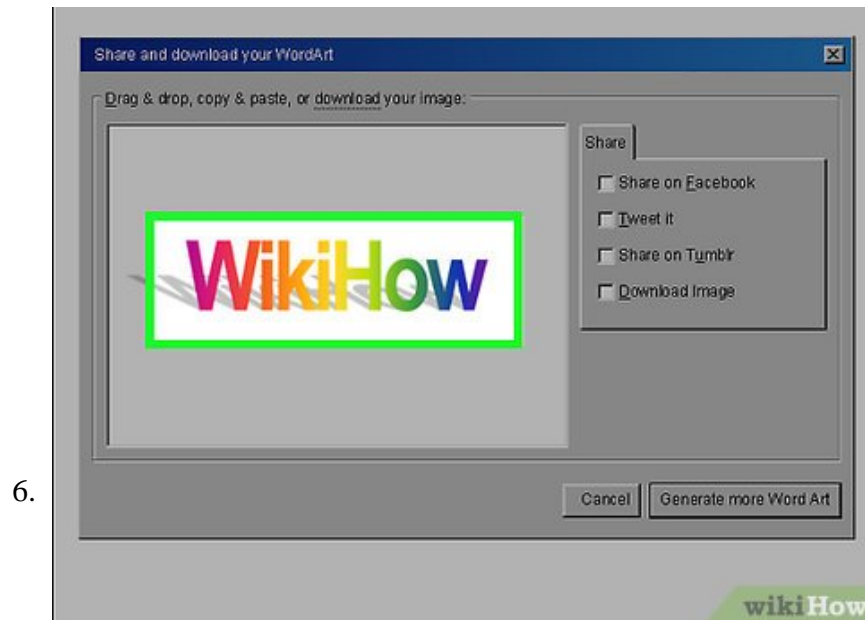 Share and download your WordArt
Drag & drop, copy & paste, or download your image:
Share
Share on Facebook
Tweet it
WikiHow
Share on Tumblr
Download Image
6.
Cancel
Generate more Word Art
wikiHow